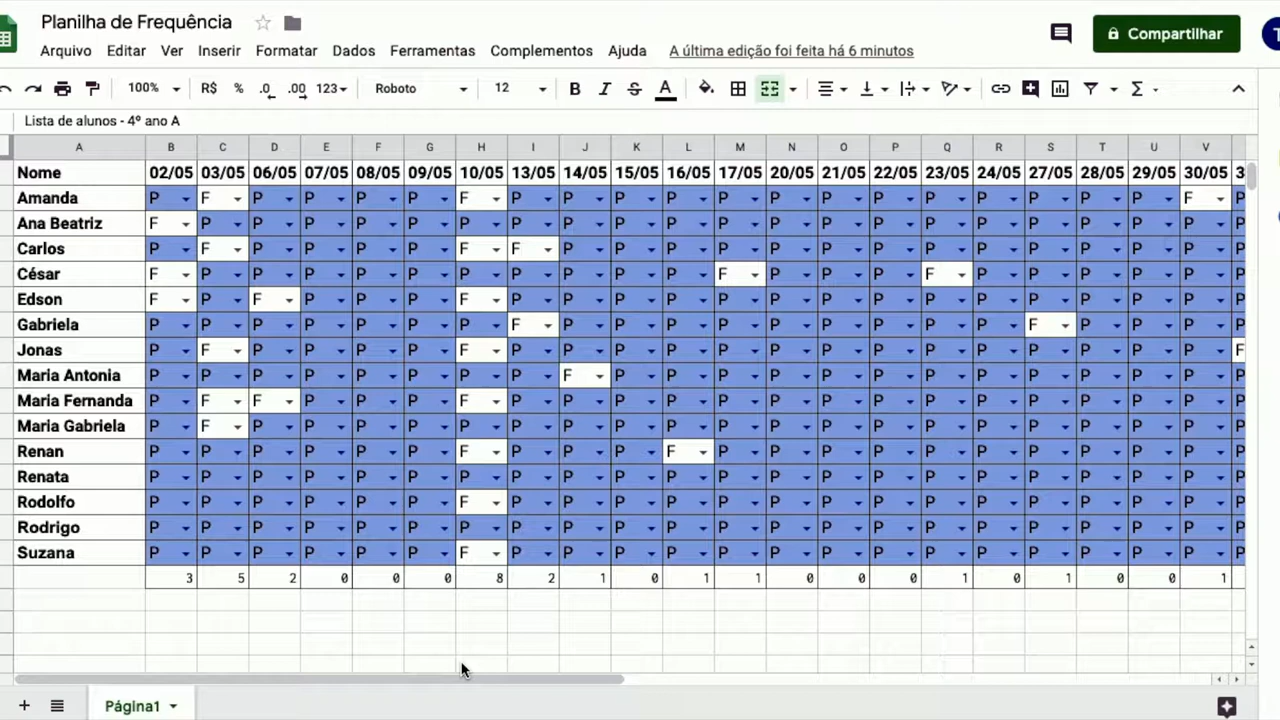 Planilha de Frequência
Arquivo Editar Ver Inserir Formatar Dados Ferramentas Complementos Ajuda A última edição foi feita há 6 minutos
Compartilhar
100% R$ % .0 .00 123 Roboto 12 B I S A Σ
Lista de alunos - 4º ano A
A B C D E F G H I J K L M N O P Q R S T U V
Nome 02/05 03/05 06/05 07/05 08/05 09/05 10/05 13/05 14/05 15/05 16/05 17/05 20/05 21/05 22/05 23/05 24/05 27/05 28/05 29/05 30/05 3
Amanda P F P P P P F P P P P P P P P P P P P P F P
Ana Beatriz F P P P P P P P P P P P P P P P P P P P P P
Carlos P F P P P P F F P P P P P P P P P P P P P P
César F P P P P P P P P P P F P P P F P P P P P P
Edson F P F P P P F P P P P P P P P P P P P P P P
Gabriela P P P P P P P F P P P P P P P P P F P P P P
Jonas P F P P P P F P P P P P P P P P P P P P P F
Maria Antonia P P P P P P P P F P P P P P P P P P P P P P
Maria Fernanda P F F P P P F P P P P P P P P P P P P P P P
Maria Gabriela P F P P P P P P P P P P P P P P P P P P P P
Renan P P P P P P F P P P F P P P P P P P P P P P
Renata P P P P P P P P P P P P P P P P P P P P P P
Rodolfo P P P P P P F P P P P P P P P P P P P P P P
Rodrigo P P P P P P P P P P P P P P P P P P P P P P
Suzana P P P P P P F P P P P P P P P P P P P P P P
3 5 2 0 0 0 8 2 1 0 1 1 0 0 0 1 0 1 0 0 1
Página1